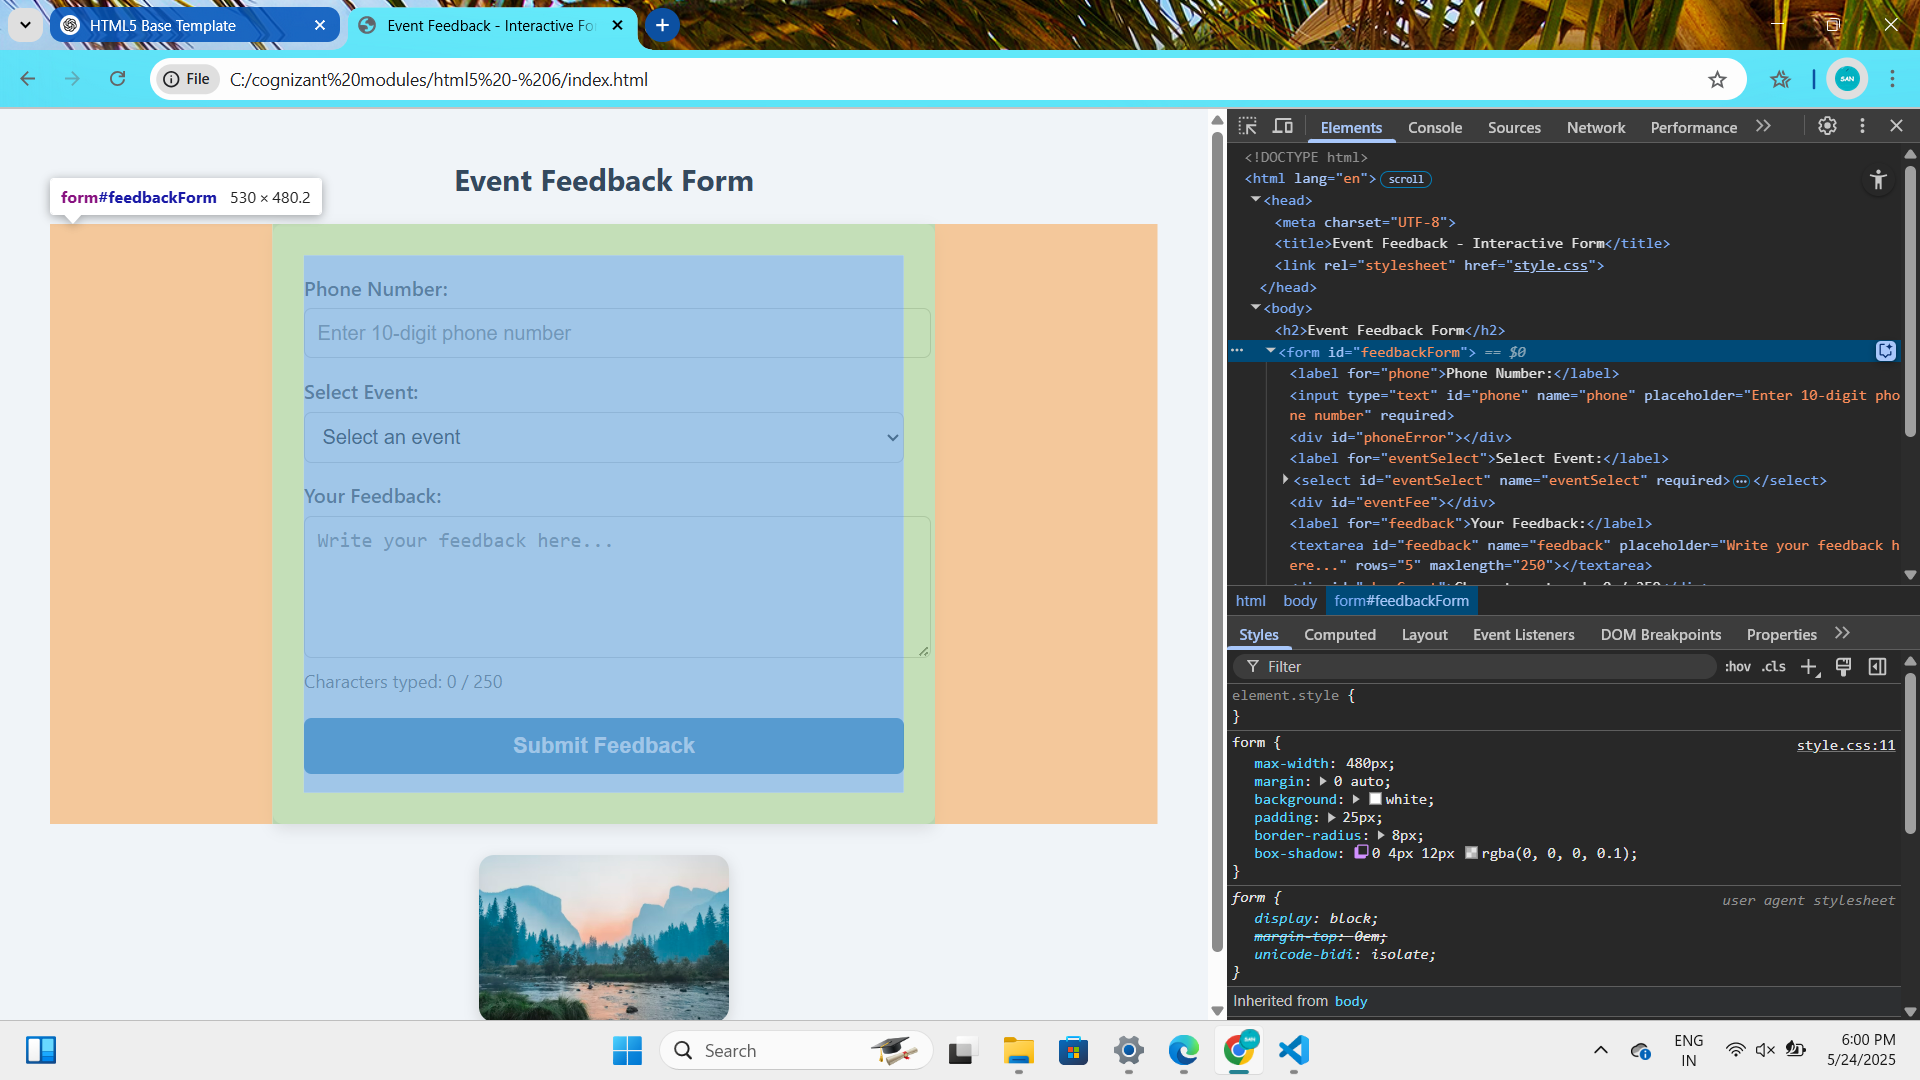 HTML5 Base Template
Event Feedback - Interactive Fo
File
C:/cognizant%20modules/html5%20-%206/index.html
SAN
Event Feedback Form
form#feedbackForm 530 × 480.2
Phone Number:
Enter 10-digit phone number
Select Event:
Select an event
Your Feedback:
Write your feedback here...
Characters typed: 0 / 250
Submit Feedback
Elements Console Sources Network Performance
<!DOCTYPE html>
<html lang="en"> scroll
<head>
<meta charset="UTF-8">
<title>Event Feedback - Interactive Form</title>
<link rel="stylesheet" href="style.css">
</head>
<body>
<h2>Event Feedback Form</h2>
<form id="feedbackForm"> == $0
<label for="phone">Phone Number:</label>
<input type="text" id="phone" name="phone" placeholder="Enter 10-digit pho
ne number" required>
<div id="phoneError"></div>
<label for="eventSelect">Select Event:</label>
<select id="eventSelect" name="eventSelect" required>…</select>
<div id="eventFee"></div>
<label for="feedback">Your Feedback:</label>
<textarea id="feedback" name="feedback" placeholder="Write your feedback h
ere..." rows="5" maxlength="250"></textarea>
html body form#feedbackForm
Styles Computed Layout Event Listeners DOM Breakpoints Properties
Filter :hov .cls
element.style {
}
form { style.css:11
max-width: 480px;
margin: 0 auto;
background: white;
padding: 25px;
border-radius: 8px;
box-shadow: 0 4px 12px rgba(0, 0, 0, 0.1);
}
form { user agent stylesheet
display: block;
margin-top: 0em;
unicode-bidi: isolate;
}
Inherited from body
Search
ENG
IN
6:00 PM
5/24/2025